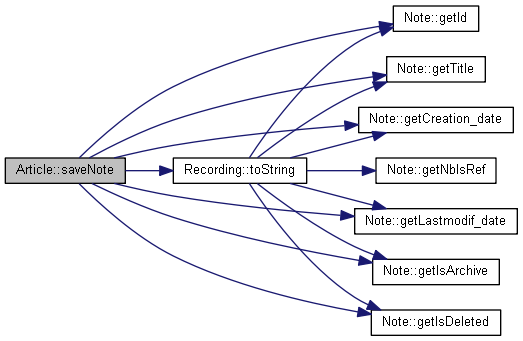 Note::getId
Note::getTitle
Note::getCreation_date
Article::saveNote
Recording::toString
Note::getNbIsRef
Note::getLastmodif_date
Note::getIsArchive
Note::getIsDeleted